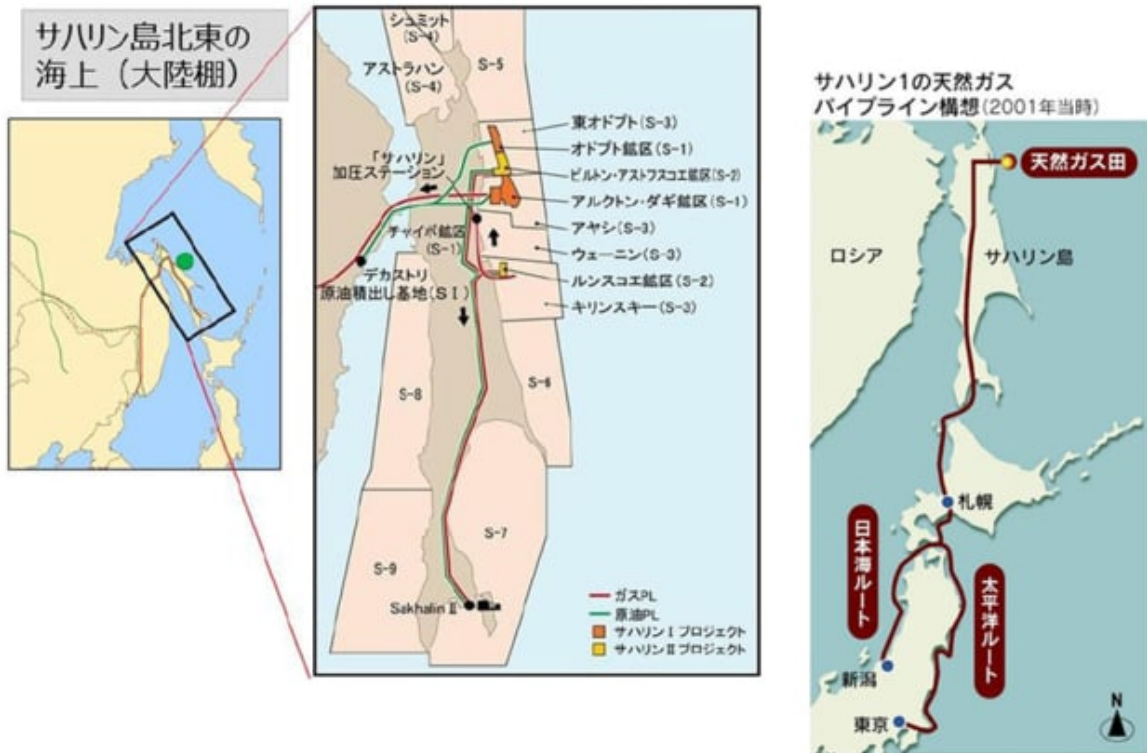 サハリン島北東の
海上（大陸棚）
シュミット
(S-4)
アストラハン
(S-4)
S-5
東オドプト(S-3)
オドプト鉱区(S-1)
ピルトン・アストフスコエ鉱区(S-2)
アルクトン・ダギ鉱区(S-1)
アヤシ(S-3)
ウェーニン(S-3)
ルンスコエ鉱区(S-2)
キリンスキー(S-3)
「サハリン」
加圧ステーション
チャイボ鉱区
(S-1)
デカストリ
原油積出し基地(SⅠ)
S-8
S-6
S-7
S-9
Sakhalin Ⅱ
ガスPL
原油PL
サハリンⅠプロジェクト
サハリンⅡプロジェクト
サハリン1の天然ガス
パイプライン構想(2001年当時)
天然ガス田
ロシア
サハリン島
札幌
日本海ルート
太平洋ルート
新潟
東京
N